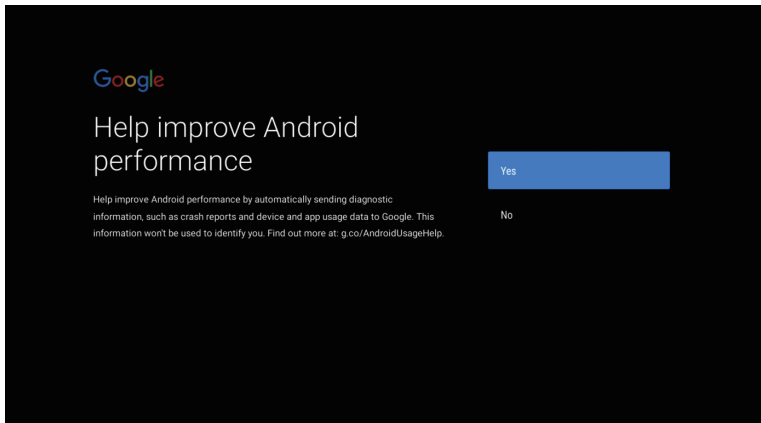 Google
Help improve Android
performance
Help improve Android performance by automatically sending diagnostic
information, such as crash reports and device and app usage data to Google. This
information won't be used to identify you. Find out more at: g.co/AndroidUsageHelp.
Yes
No